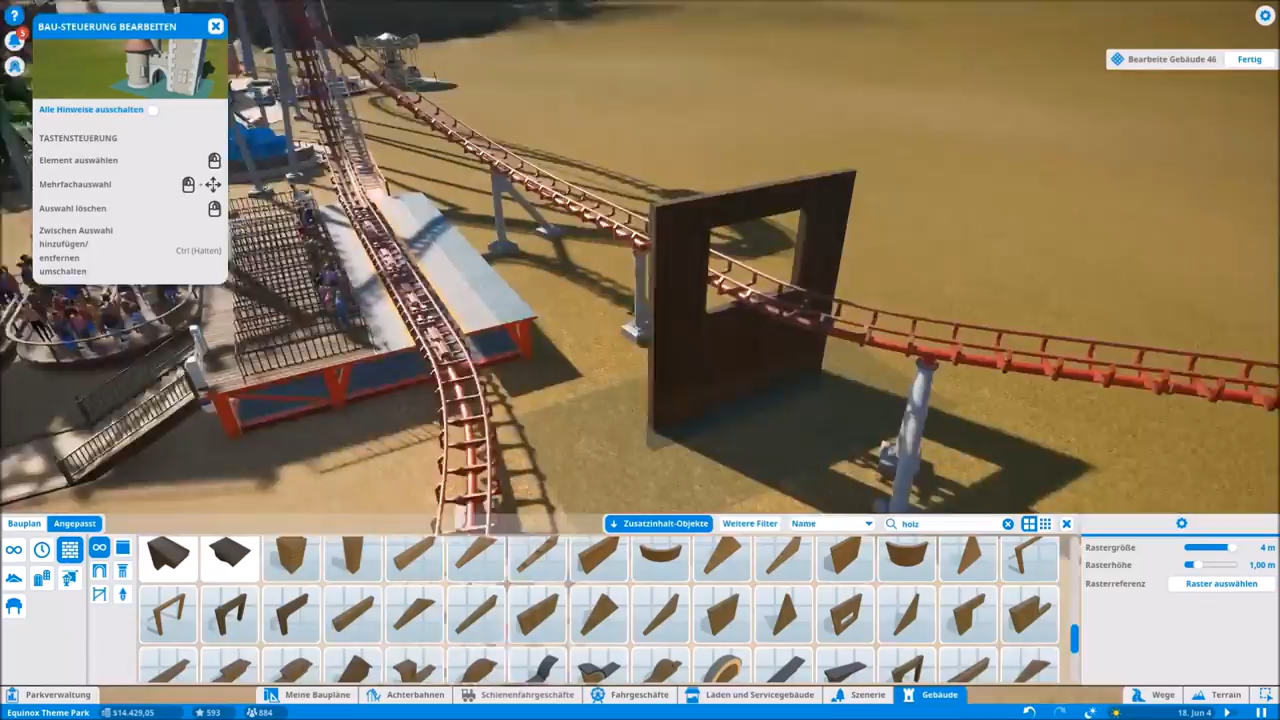 ?
BAU-STEUERUNG BEARBEITEN
5
Alle Hinweise ausschalten
TASTENSTEUERUNG
Element auswählen
Mehrfachauswahl
Auswahl löschen
Zwischen Auswahl
hinzufügen/
entfernen
umschalten
Ctrl (Halten)
Bearbeite Gebäude 46
Fertig
Bauplan
Angepasst
Zusatzinhalt-Objekte
Weitere Filter
Name
holz
Rastergröße
4 m
Rasterhöhe
1,00 m
Rasterreferenz
Raster auswählen
Parkverwaltung
Meine Baupläne
Achterbahnen
Schienenfahrgeschäfte
Fahrgeschäfte
Läden und Servicegebäude
Szenerie
Gebäude
Wege
Terrain
Equinox Theme Park
$14.429,05
593
884
18. Jun 4